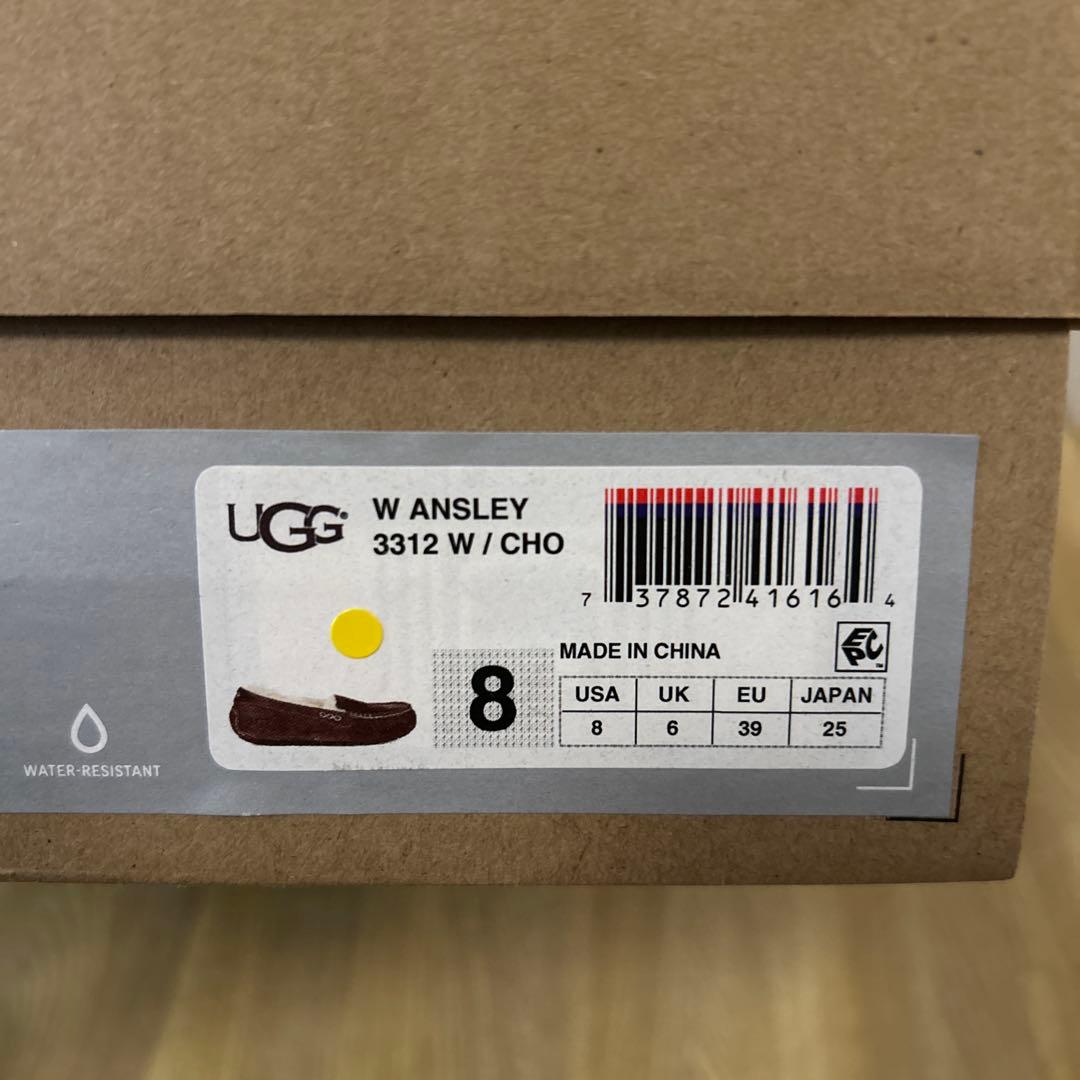 UGG®
W ANSLEY
3312 W / CHO
7 37872 41616 4
EPC™
MADE IN CHINA
8
USA UK EU JAPAN
8 6 39 25
WATER-RESISTANT